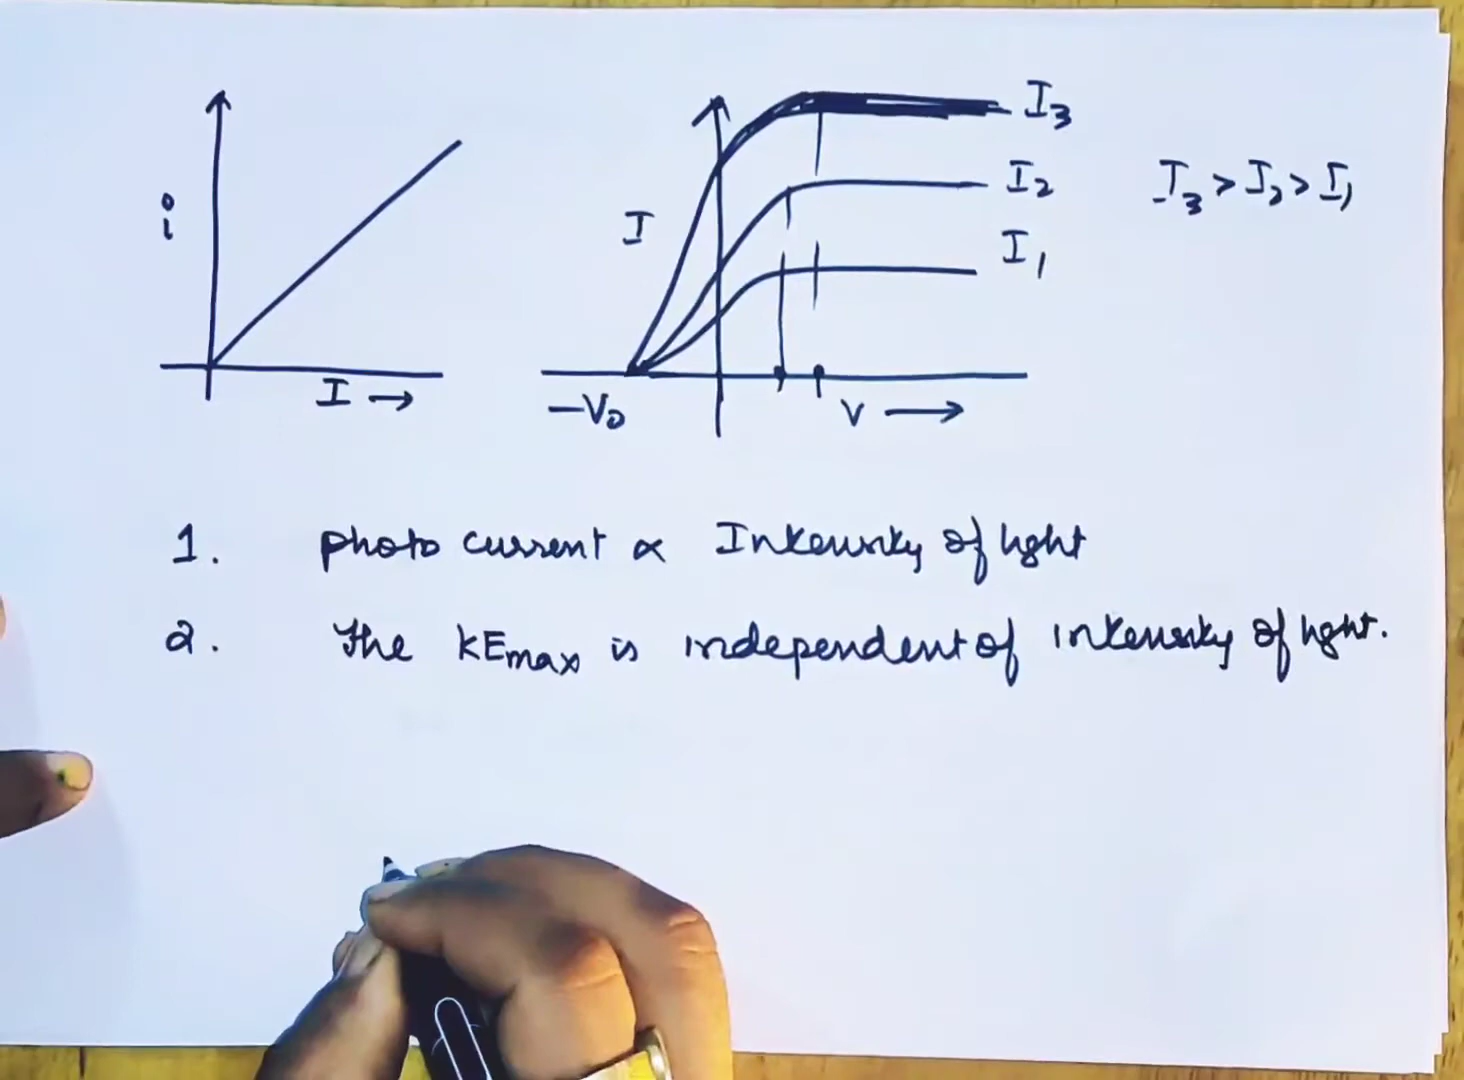 i
I →
I
I3
I2
I1
I3 > I2 > I1
-V0
V →
1. photo current ∝ Intensity of light
2. The KEmax is independent of intensity of light.